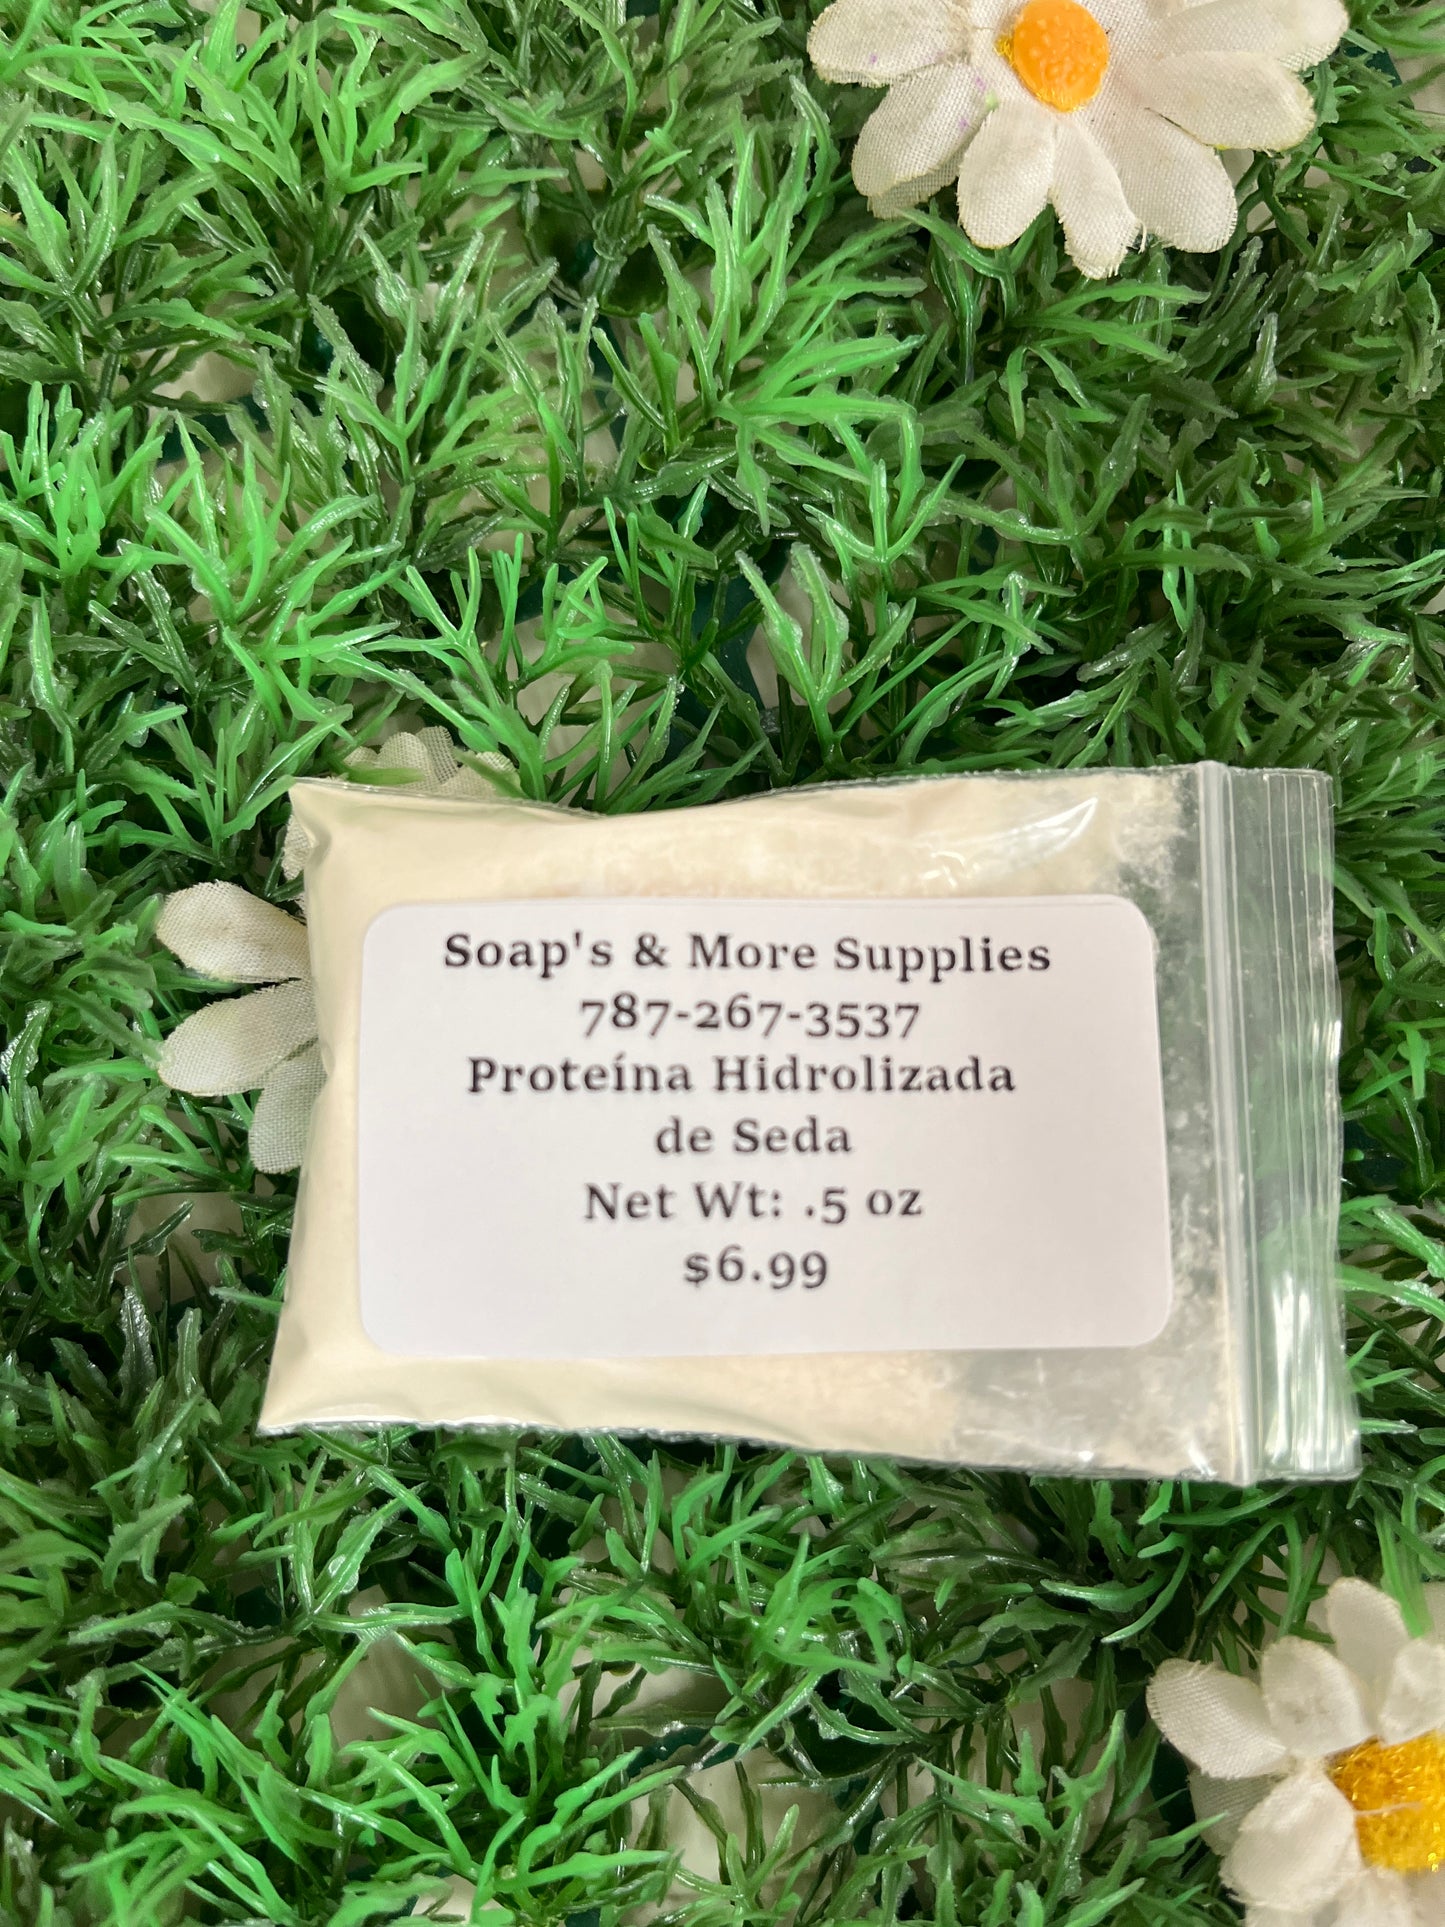 Soap's & More Supplies
787-267-3537
Proteína Hidrolizada
de Seda
Net Wt: .5 oz
$6.99